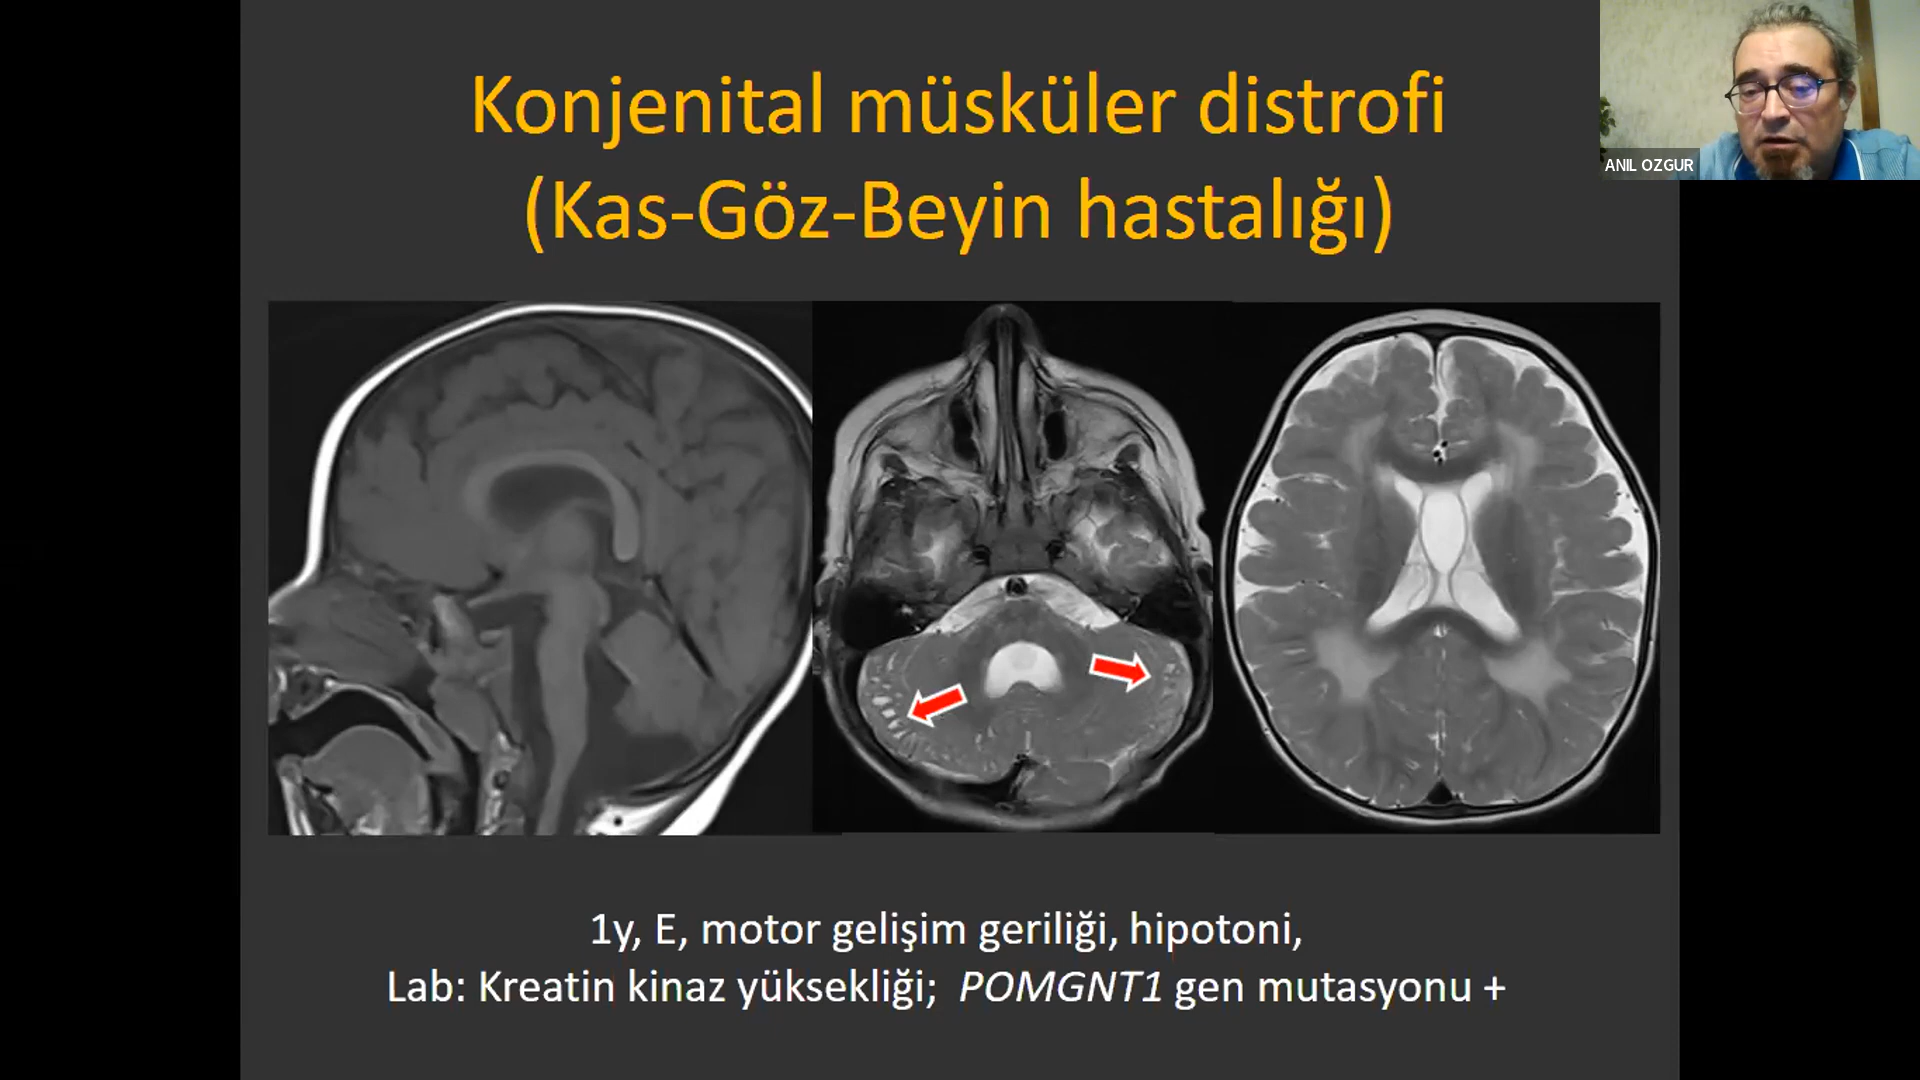 Konjenital müsküler distrofi
(Kas-Göz-Beyin hastalığı)
ANIL OZGUR
1y, E, motor gelişim geriliği, hipotoni,
Lab: Kreatin kinaz yüksekliği; POMGNT1 gen mutasyonu +